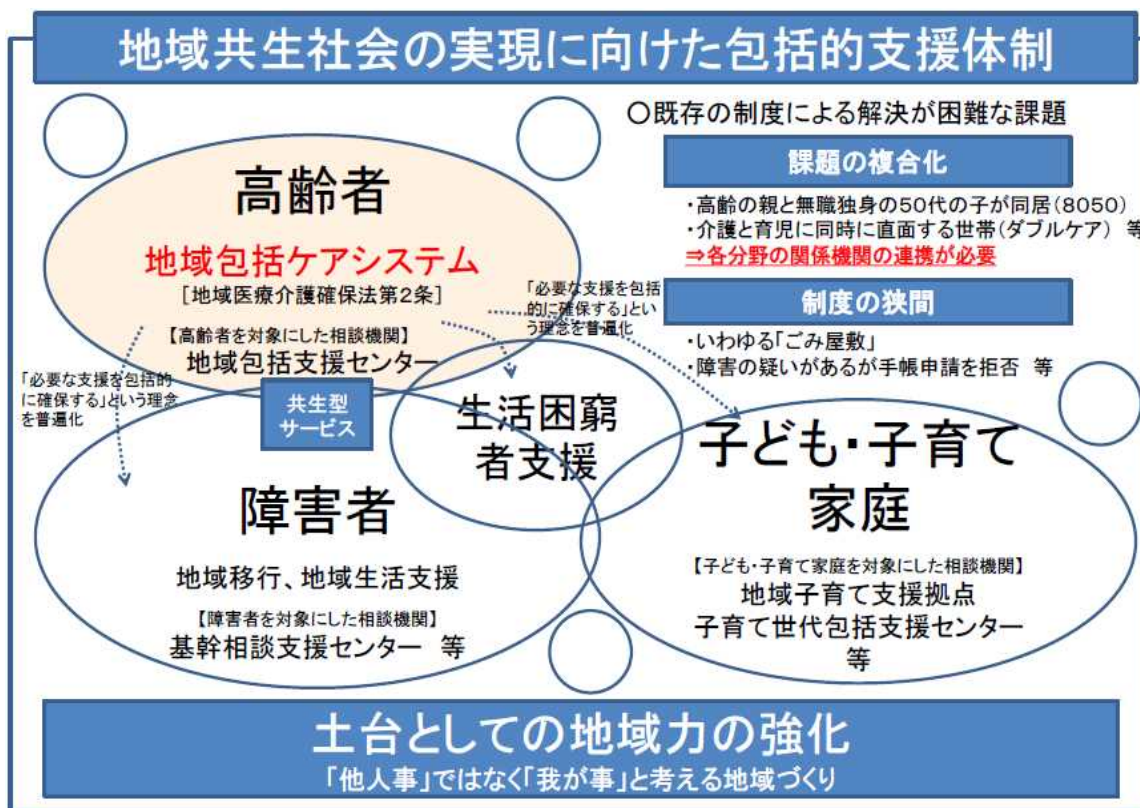 地域共生社会の実現に向けた包括的支援体制
○既存の制度による解決が困難な課題
課題の複合化
・高齢の親と無職独身の50代の子が同居(8050)
・介護と育児に同時に直面する世帯(ダブルケア) 等
⇒各分野の関係機関の連携が必要
制度の狭間
・いわゆる「ごみ屋敷」
・障害の疑いがあるが手帳申請を拒否 等
高齢者
地域包括ケアシステム
[地域医療介護確保法第2条]
【高齢者を対象にした相談機関】
地域包括支援センター
「必要な支援を包括
的に確保する」とい
う理念を普遍化
「必要な支援を包括的
に確保する」という理念
を普遍化
共生型
サービス
生活困窮
者支援
障害者
地域移行、地域生活支援
【障害者を対象にした相談機関】
基幹相談支援センター 等
子ども・子育て
家庭
【子ども・子育て家庭を対象にした相談機関】
地域子育て支援拠点
子育て世代包括支援センター
等
土台としての地域力の強化
「他人事」ではなく「我が事」と考える地域づくり